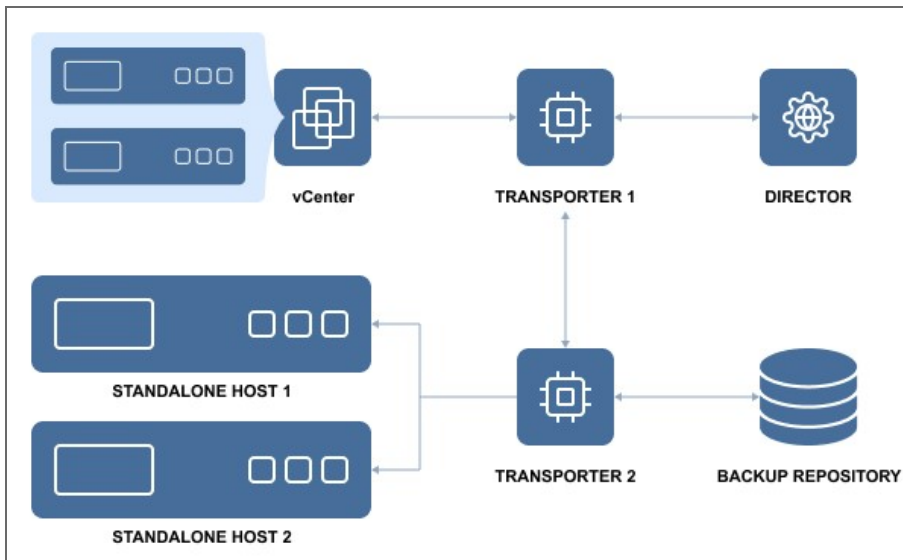 vCenter
TRANSPORTER 1
DIRECTOR
STANDALONE HOST 1
TRANSPORTER 2
BACKUP REPOSITORY
STANDALONE HOST 2